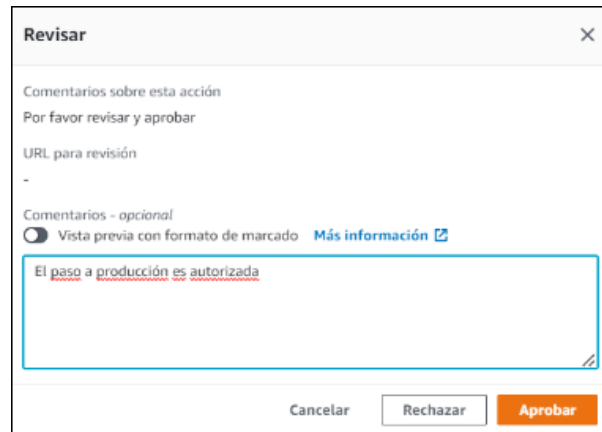 Revisar
Comentarios sobre esta acción
Por favor revisar y aprobar
URL para revisión
-
Comentarios - opcional
Vista previa con formato de marcado Más información
El paso a producción es autorizada
Cancelar Rechazar Aprobar